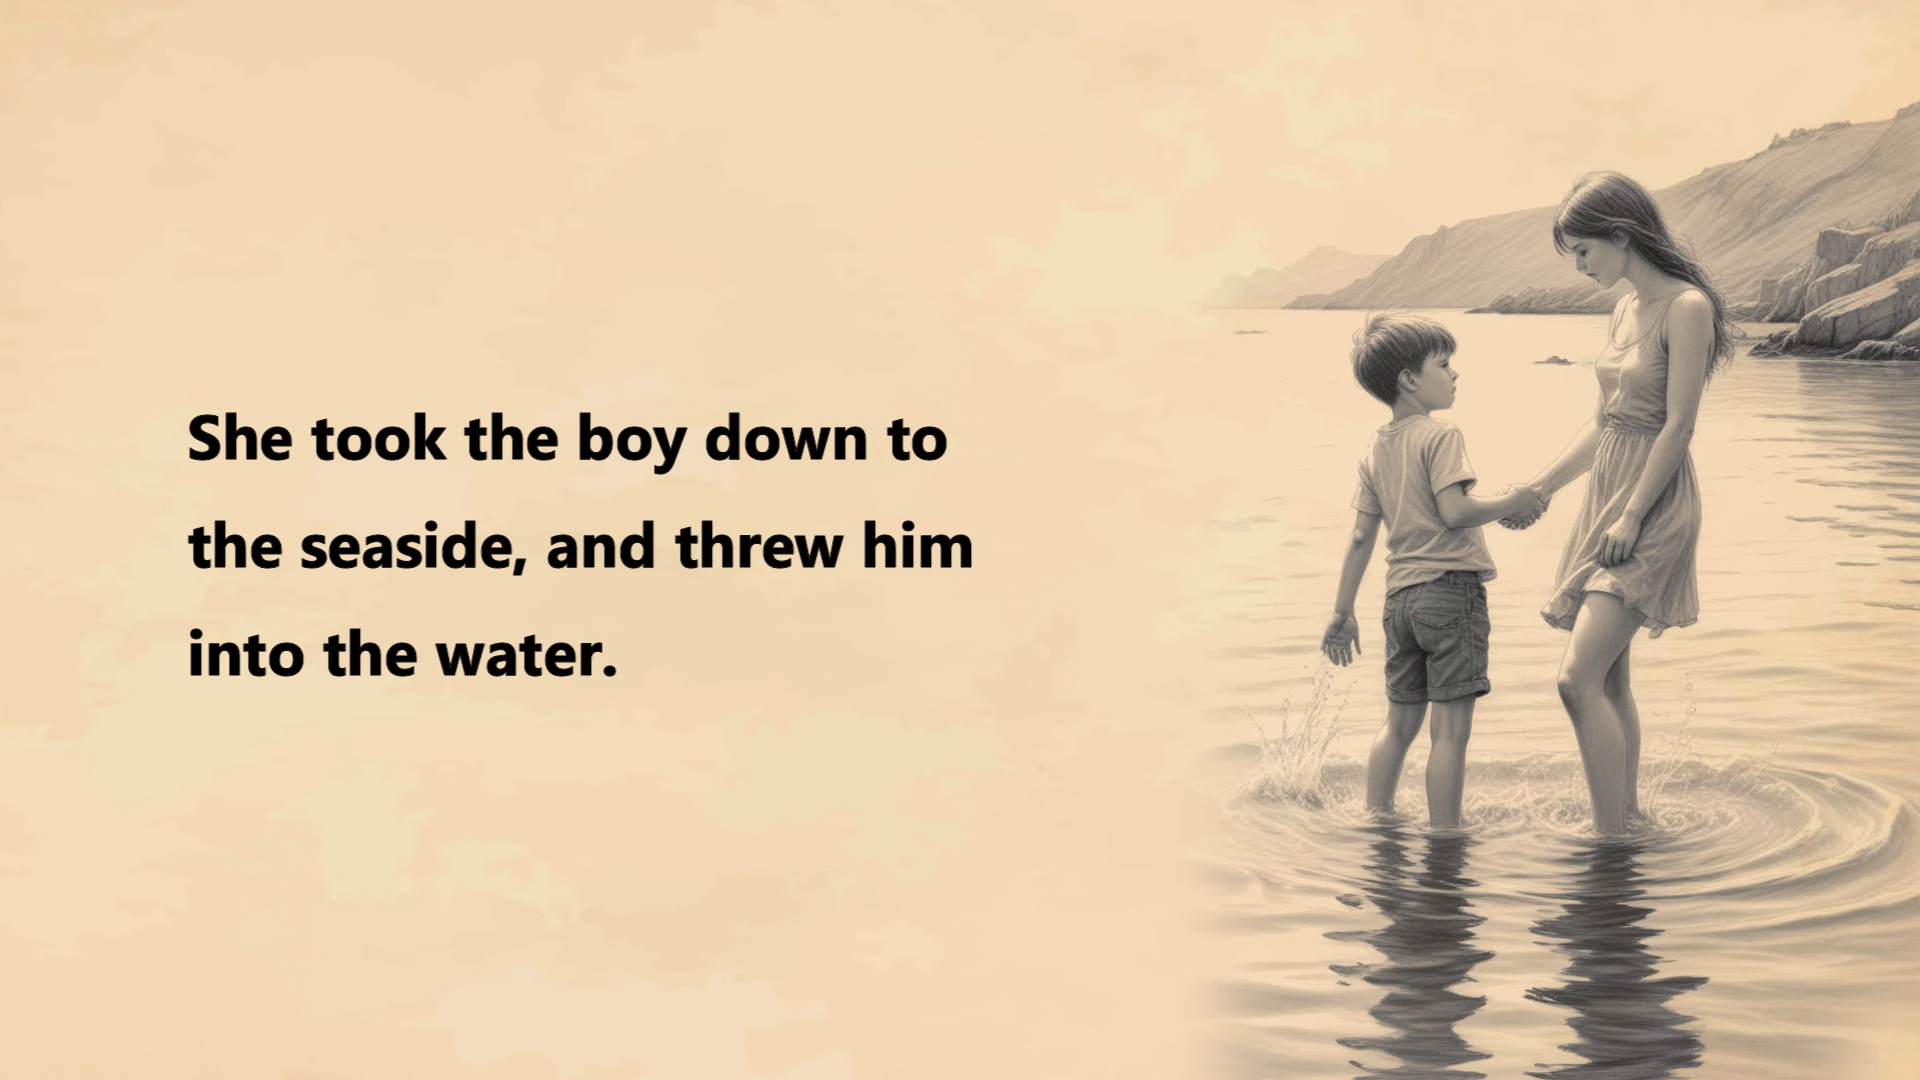 She took the boy down to
the seaside, and threw him
into the water.